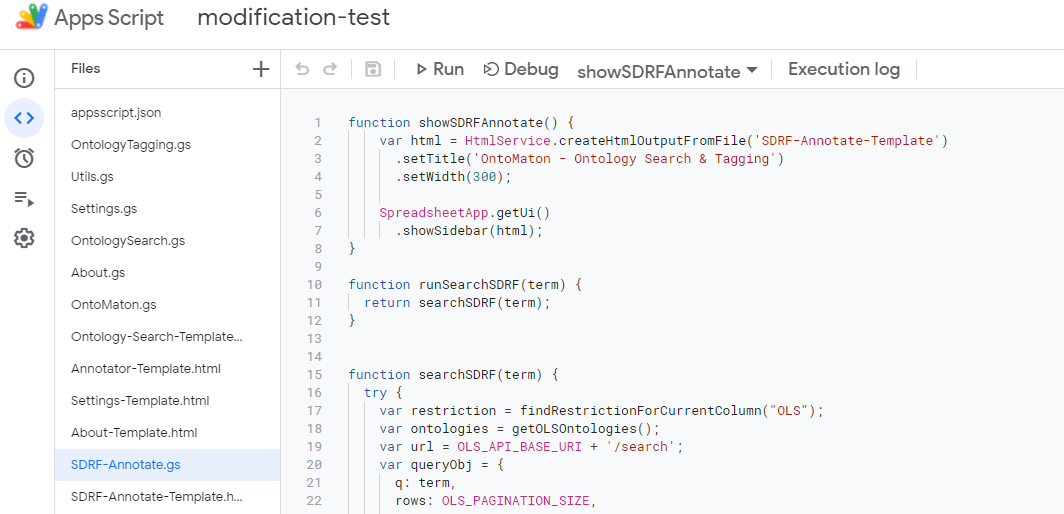 Apps Script modification-test
Files
Run Debug showSDRFAnnotate Execution log
appsscript.json
OntologyTagging.gs
Utils.gs
Settings.gs
OntologySearch.gs
About.gs
OntoMaton.gs
Ontology-Search-Template...
Annotator-Template.html
Settings-Template.html
About-Template.html
SDRF-Annotate.gs
SDRF-Annotate-Template.h...
1 function showSDRFAnnotate() {
2 var html = HtmlService.createHtmlOutputFromFile('SDRF-Annotate-Template')
3 .setTitle('OntoMaton - Ontology Search & Tagging')
4 .setWidth(300);
5
6 SpreadsheetApp.getUi()
7 .showSidebar(html);
8 }
9
10 function runSearchSDRF(term) {
11 return searchSDRF(term);
12 }
13
14
15 function searchSDRF(term) {
16 try {
17 var restriction = findRestrictionForCurrentColumn("OLS");
18 var ontologies = getOLSOntologies();
19 var url = OLS_API_BASE_URI + '/search';
20 var queryObj = {
21 q: term,
22 rows: OLS_PAGINATION_SIZE,